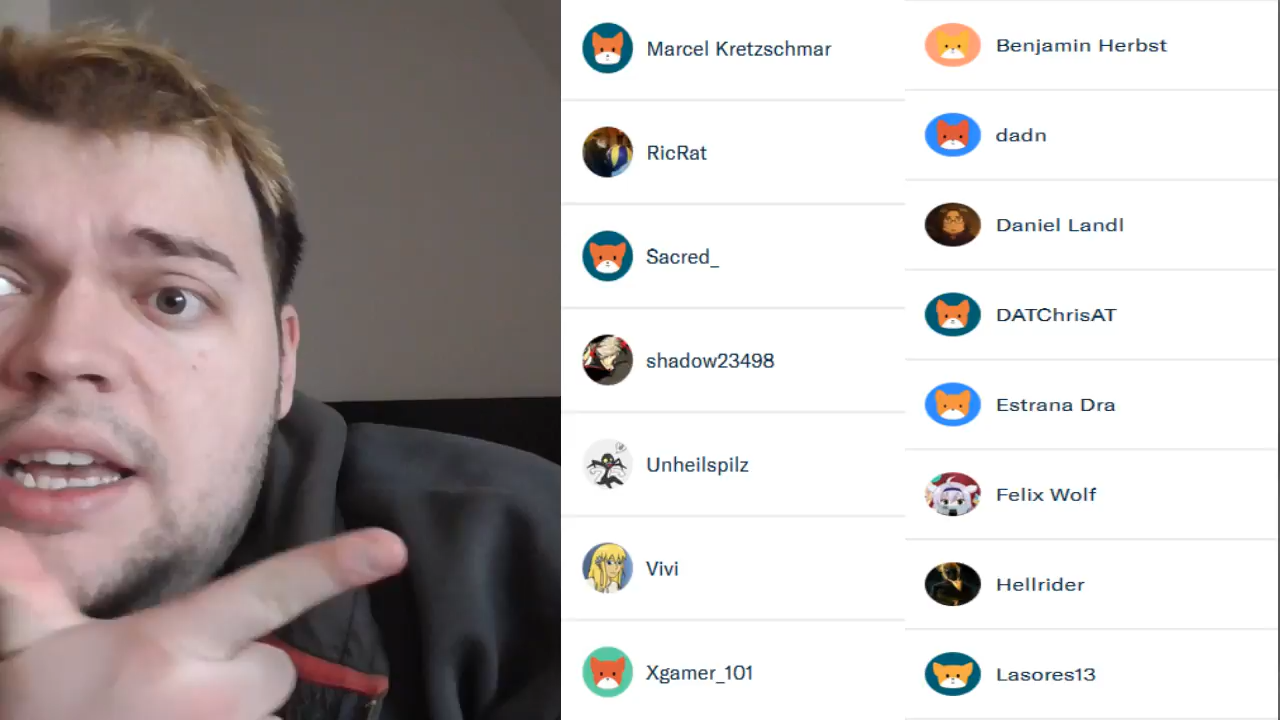 Marcel Kretzschmar
RicRat
Sacred_
shadow23498
Unheilspilz
Vivi
Xgamer_101
Benjamin Herbst
dadn
Daniel Landl
DATChrisAT
Estrana Dra
Felix Wolf
Hellrider
Lasores13